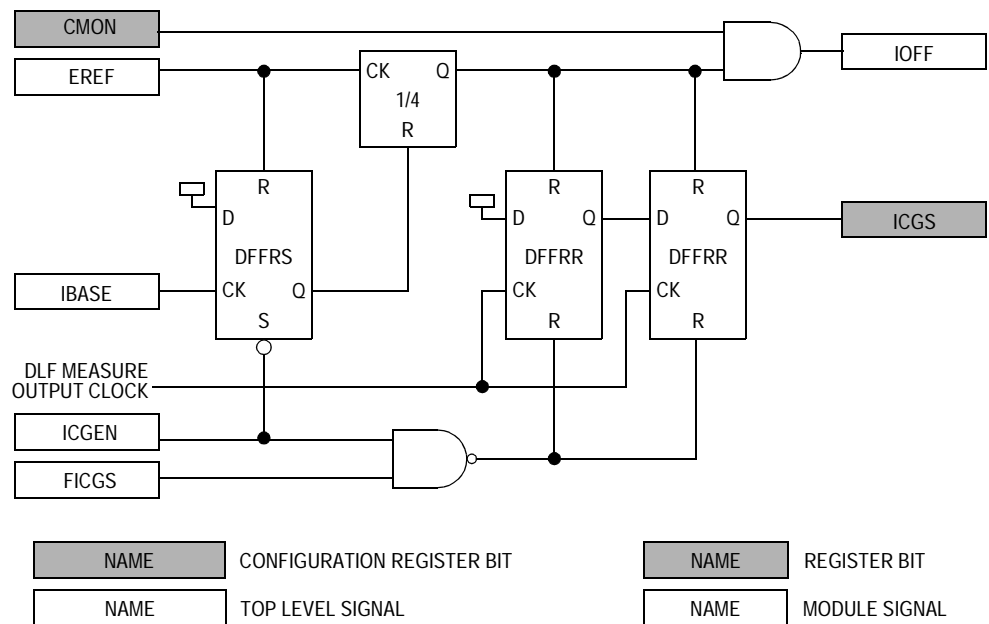 CMON
EREF
CK Q
1/4
R
IOFF
R
D
DFFRS
CK Q
S
R
D Q
DFFRR
CK
R
R
D Q
DFFRR
CK
R
ICGS
IBASE
DLF MEASURE
OUTPUT CLOCK
ICGEN
FICGS
NAME CONFIGURATION REGISTER BIT
NAME REGISTER BIT
NAME TOP LEVEL SIGNAL
NAME MODULE SIGNAL